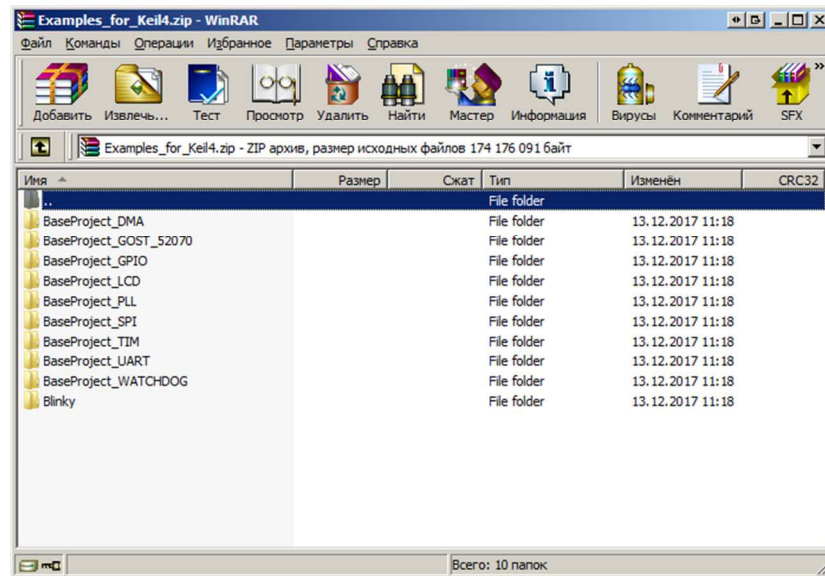 Examples_for_Keil4.zip - WinRAR
Файл Команды Операции Избранное Параметры Справка
Добавить Извлечь... Тест Просмотр Удалить Найти Мастер Информация Вирусы Комментарий SFX
Examples_for_Keil4.zip - ZIP архив, размер исходных файлов 174 176 091 байт
Имя Размер Сжат Тип Изменён CRC32
.. File folder
BaseProject_DMA File folder 13.12.2017 11:18
BaseProject_GOST_52070 File folder 13.12.2017 11:18
BaseProject_GPIO File folder 13.12.2017 11:18
BaseProject_LCD File folder 13.12.2017 11:18
BaseProject_PLL File folder 13.12.2017 11:18
BaseProject_SPI File folder 13.12.2017 11:18
BaseProject_TIM File folder 13.12.2017 11:18
BaseProject_UART File folder 13.12.2017 11:18
BaseProject_WATCHDOG File folder 13.12.2017 11:18
Blinky File folder 13.12.2017 11:18
Всего: 10 папок